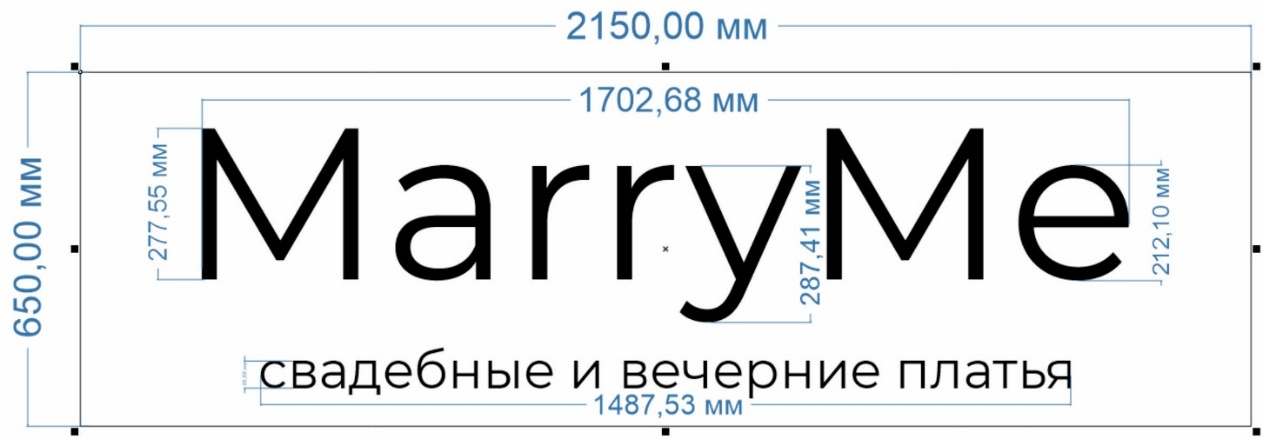 2150,00 мм
1702,68 мм
650,00 мм
277,55 мм
MarryMe
287,41 мм
212,10 мм
свадебные и вечерние платья
1487,53 мм